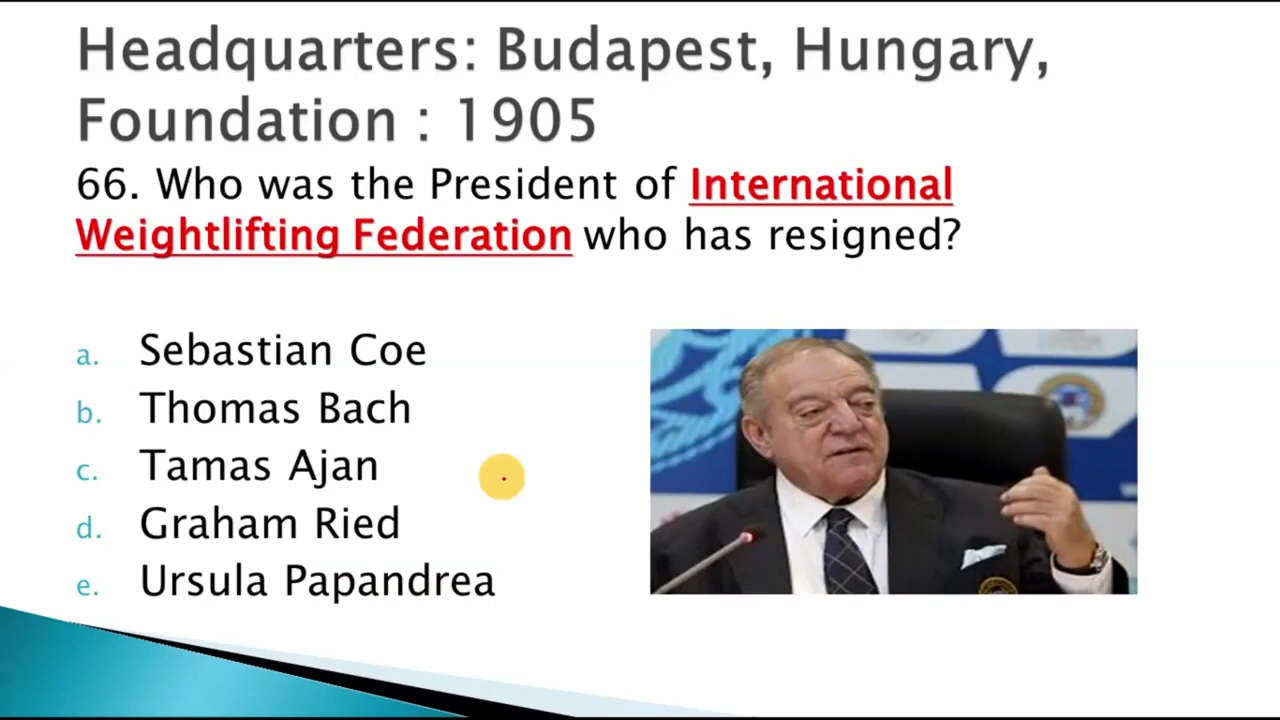 Headquarters: Budapest, Hungary,
Foundation : 1905
66. Who was the President of International
Weightlifting Federation who has resigned?
a. Sebastian Coe
b. Thomas Bach
c. Tamas Ajan
d. Graham Ried
e. Ursula Papandrea